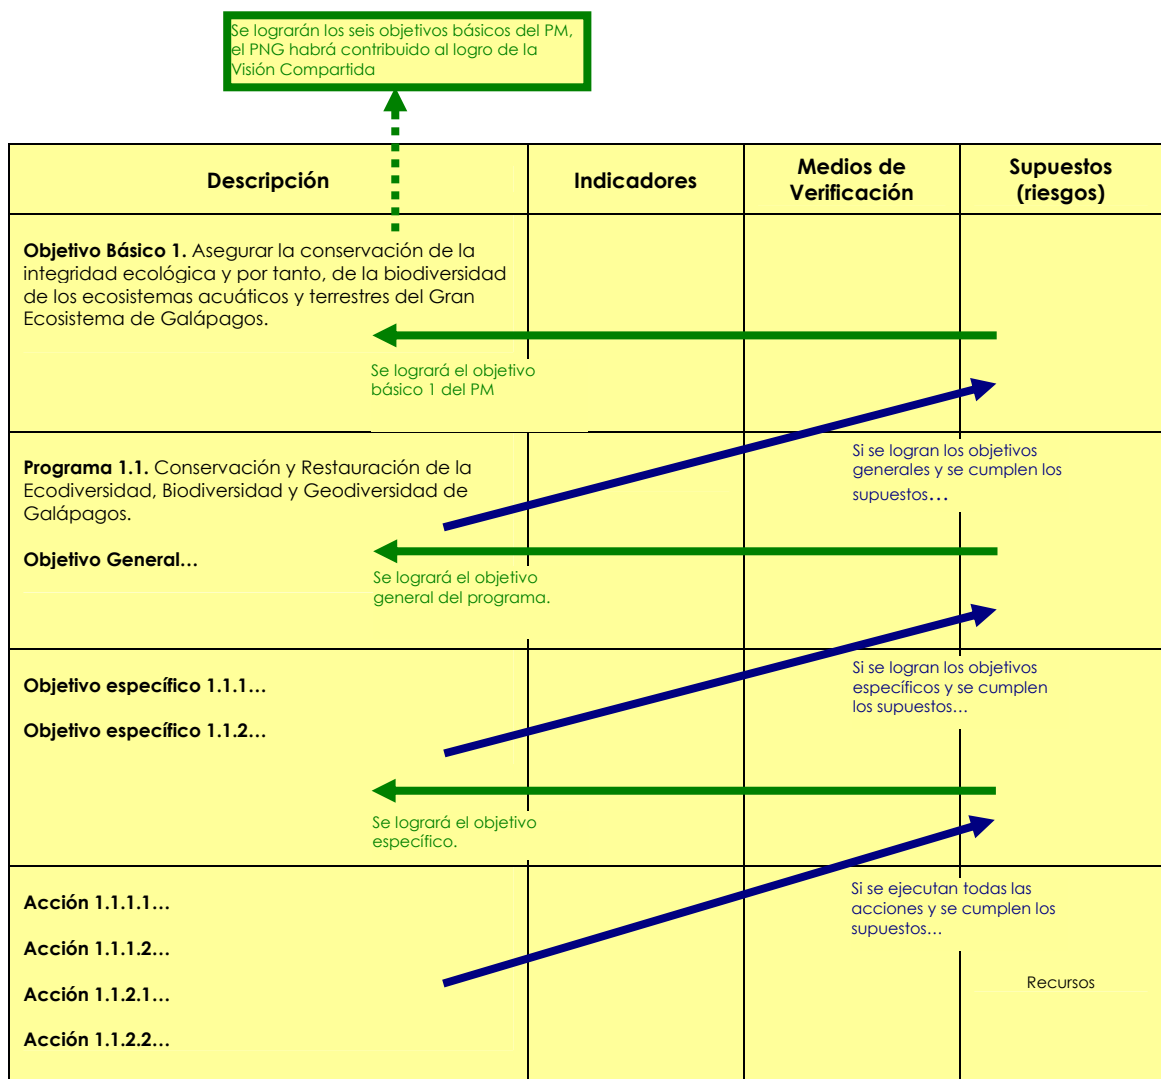 Se lograrán los seis objetivos básicos del PM,
el PNG habrá contribuido al logro de la
Visión Compartida
Descripción
Indicadores
Medios de
Verificación
Supuestos
(riesgos)
Objetivo Básico 1. Asegurar la conservación de la
integridad ecológica y por tanto, de la biodiversidad
de los ecosistemas acuáticos y terrestres del Gran
Ecosistema de Galápagos.
Se logrará el objetivo
básico 1 del PM
Programa 1.1. Conservación y Restauración de la
Ecodiversidad, Biodiversidad y Geodiversidad de
Galápagos.
Objetivo General…
Si se logran los objetivos
generales y se cumplen los
supuestos…
Se logrará el objetivo
general del programa.
Objetivo específico 1.1.1…
Objetivo específico 1.1.2…
Si se logran los objetivos
específicos y se cumplen
los supuestos…
Se logrará el objetivo
específico.
Acción 1.1.1.1…
Acción 1.1.1.2…
Acción 1.1.2.1…
Acción 1.1.2.2…
Si se ejecutan todas las
acciones y se cumplen los
supuestos…
Recursos